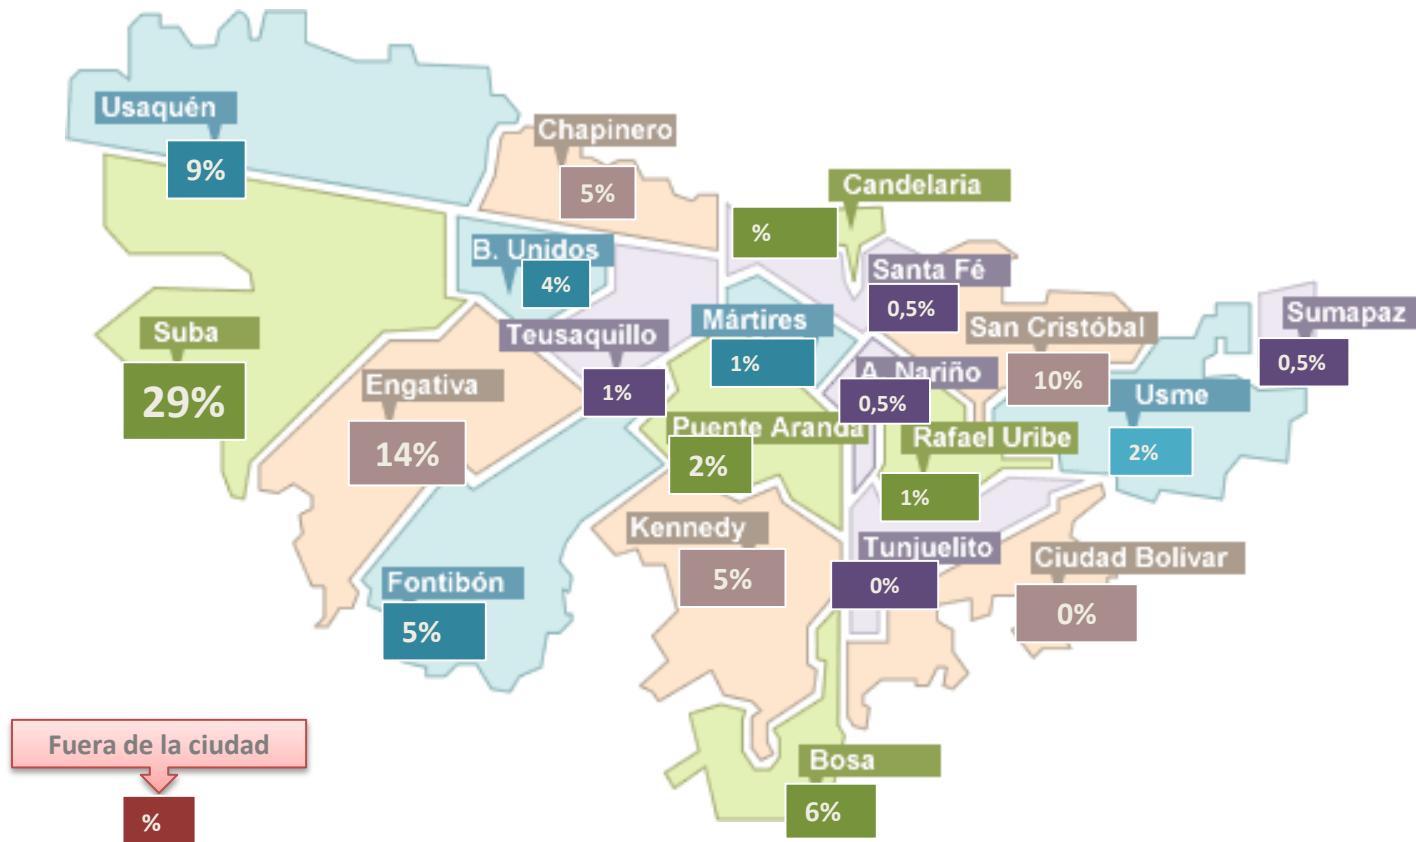 Usaquén
9%
Chapinero
5%
Candelaria
%
B. Unidos
4%
Santa Fé
0,5%
Sumapaz
0,5%
Suba
29%
Teusaquillo
1%
Mártires
1%
San Cristóbal
10%
Engativa
14%
A. Nariño
0,5%
Usme
2%
Puente Aranda
2%
Rafael Uribe
1%
Kennedy
5%
Tunjuelito
0%
Ciudad Bolívar
0%
Fontibón
5%
Fuera de la ciudad
%
Bosa
6%